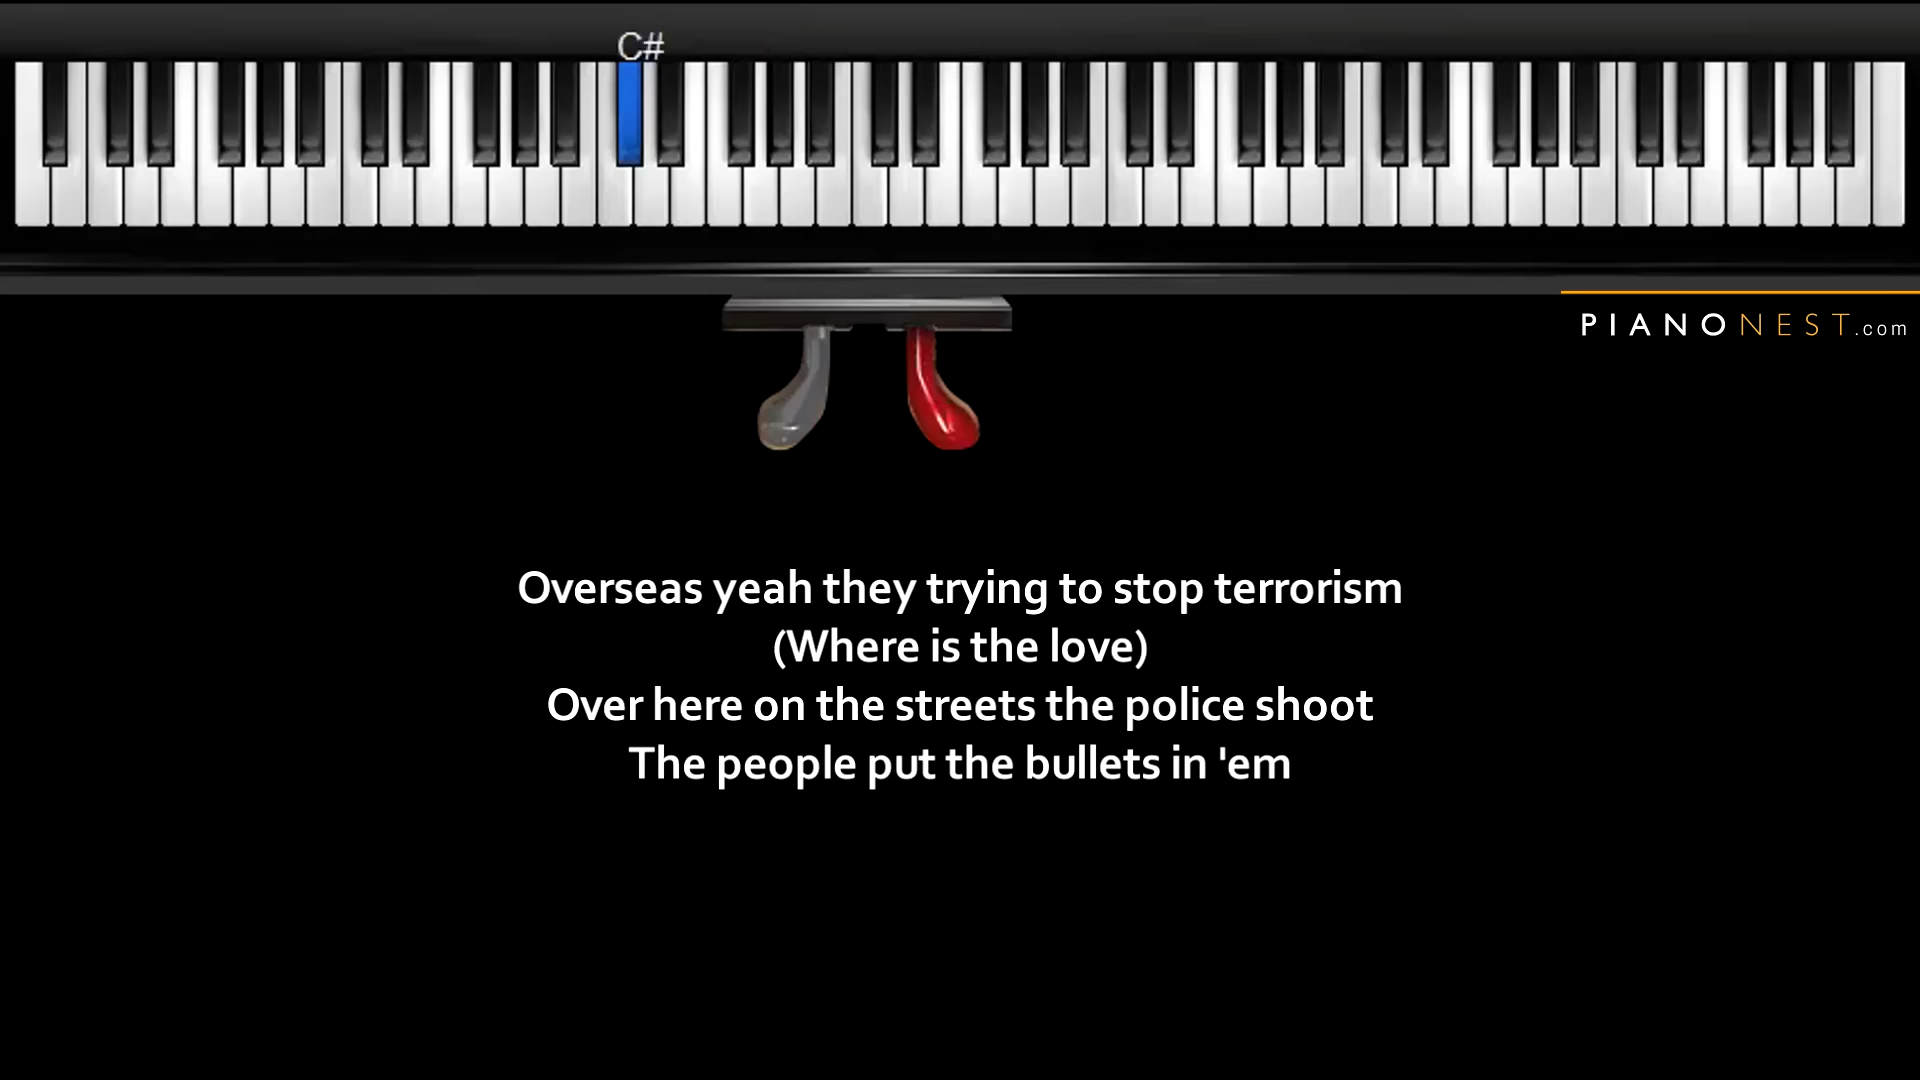 C#
PIANONEST.com
Overseas yeah they trying to stop terrorism
(Where is the love)
Over here on the streets the police shoot
The people put the bullets in 'em